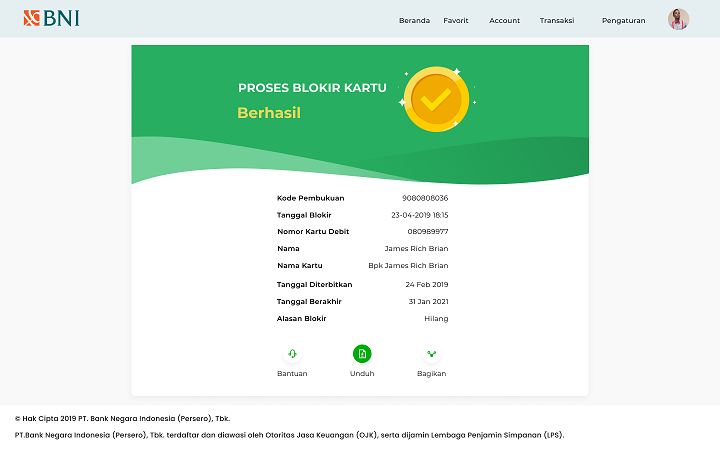 BNI
Beranda Favorit Account Transaksi Pengaturan
PROSES BLOKIR KARTU
Berhasil
Kode Pembukuan 9080808036
Tanggal Blokir 23-04-2019 18:15
Nomor Kartu Debit 080989977
Nama James Rich Brian
Nama Kartu Bpk James Rich Brian
Tanggal Diterbitkan 24 Feb 2019
Tanggal Berakhir 31 Jan 2021
Alasan Blokir Hilang
Bantuan Unduh Bagikan
© Hak Cipta 2019 PT. Bank Negara Indonesia (Persero), Tbk.
PT.Bank Negara Indonesia (Persero), Tbk. terdaftar dan diawasi oleh Otoritas Jasa Keuangan (OJK), serta dijamin Lembaga Penjamin Simpanan (LPS).